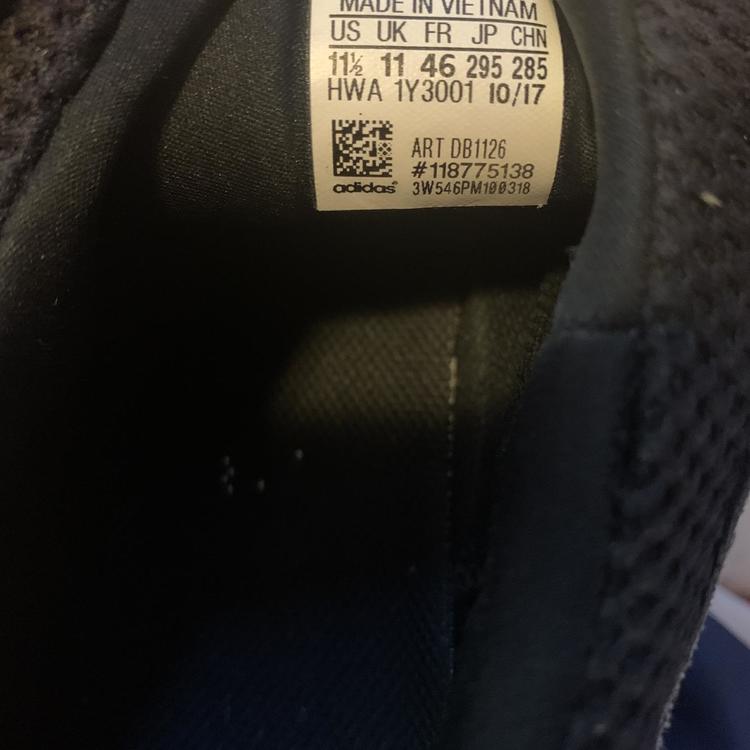 MADE IN VIETNAM
US UK FR JP CHN
11½ 11 46 295 285
HWA 1Y3001 10/17
ART DB1126
#118775138
adidas 3W546PM100318